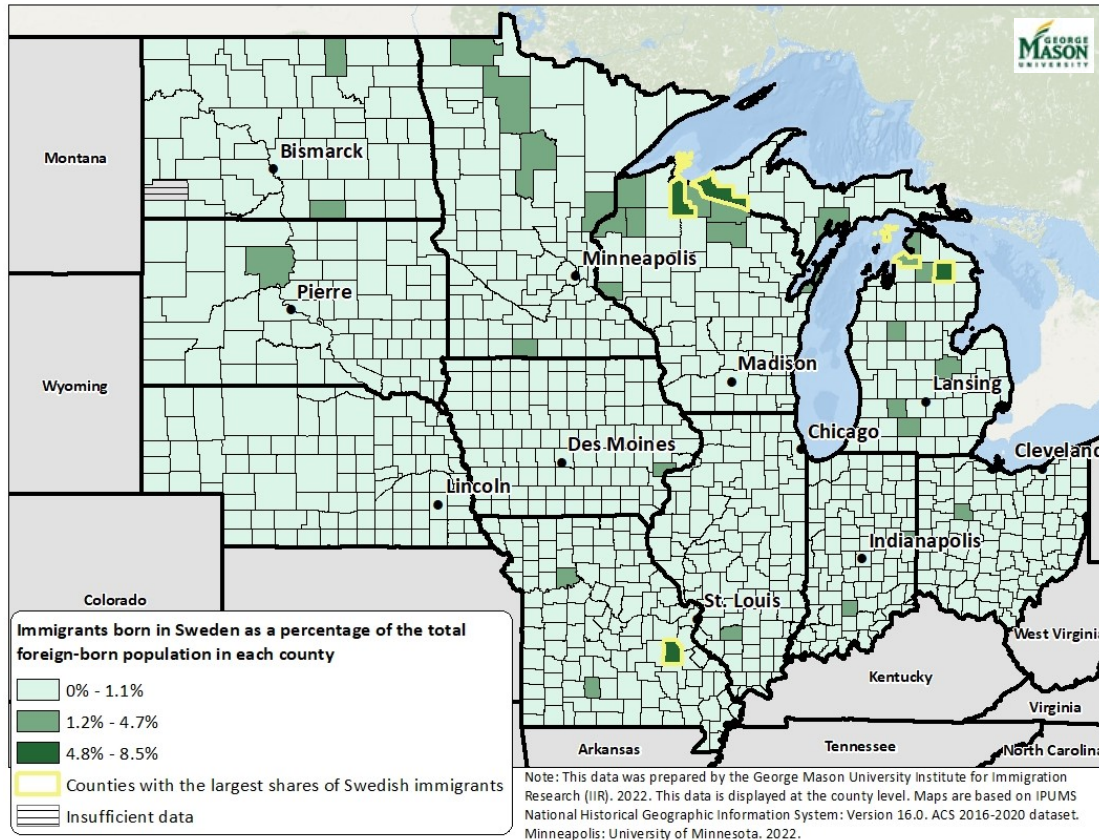 GEORGE
MASON
UNIVERSITY
Montana
Bismarck
Minneapolis
Pierre
Wyoming
Madison
Lansing
Chicago
Cleveland
Des Moines
Lincoln
Indianapolis
Colorado
St. Louis
West Virginia
Kentucky
Virginia
Arkansas
Tennessee
North Carolina
Immigrants born in Sweden as a percentage of the total
foreign-born population in each county
0% - 1.1%
1.2% - 4.7%
4.8% - 8.5%
Counties with the largest shares of Swedish immigrants
Insufficient data
Note: This data was prepared by the George Mason University Institute for Immigration
Research (IIR). 2022. This data is displayed at the county level. Maps are based on IPUMS
National Historical Geographic Information System: Version 16.0. ACS 2016-2020 dataset.
Minneapolis: University of Minnesota. 2022.